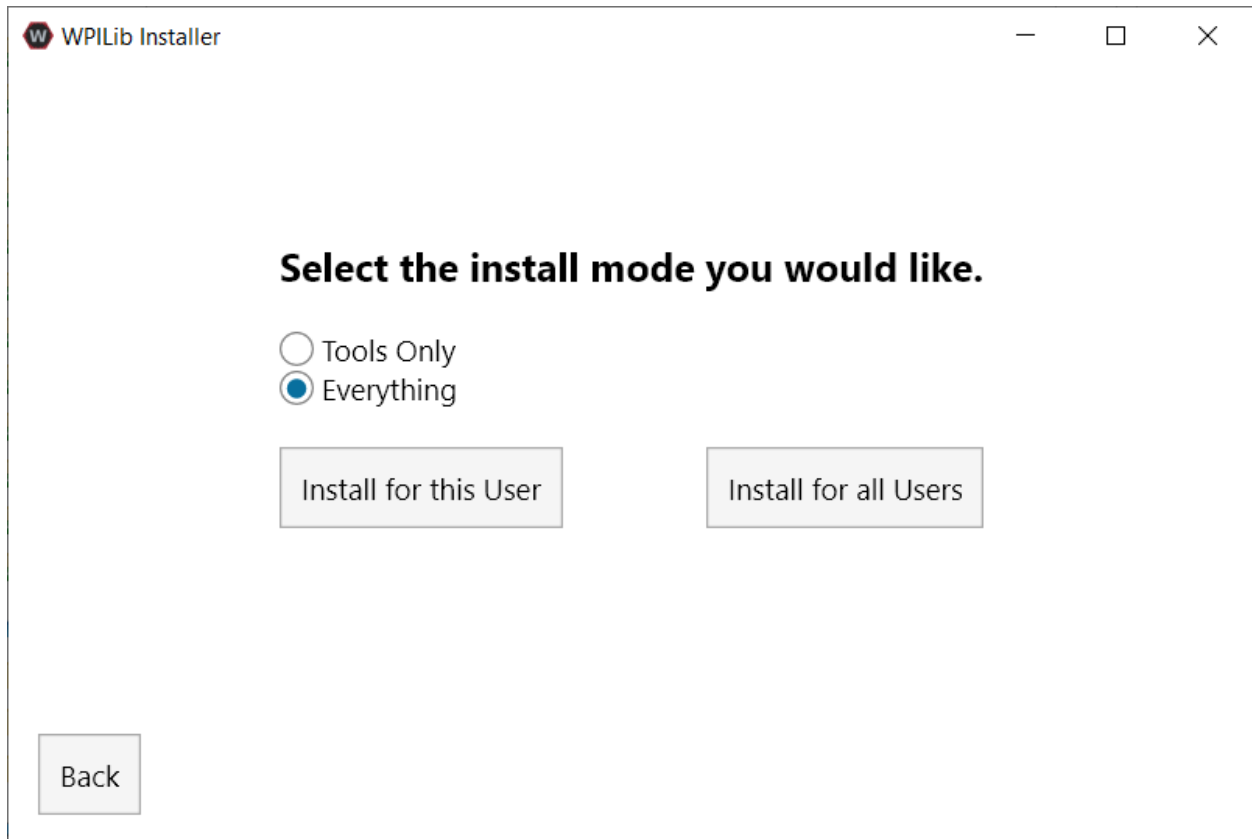 W WPILib Installer
Select the install mode you would like.
Tools Only
Everything
Install for this User
Install for all Users
Back